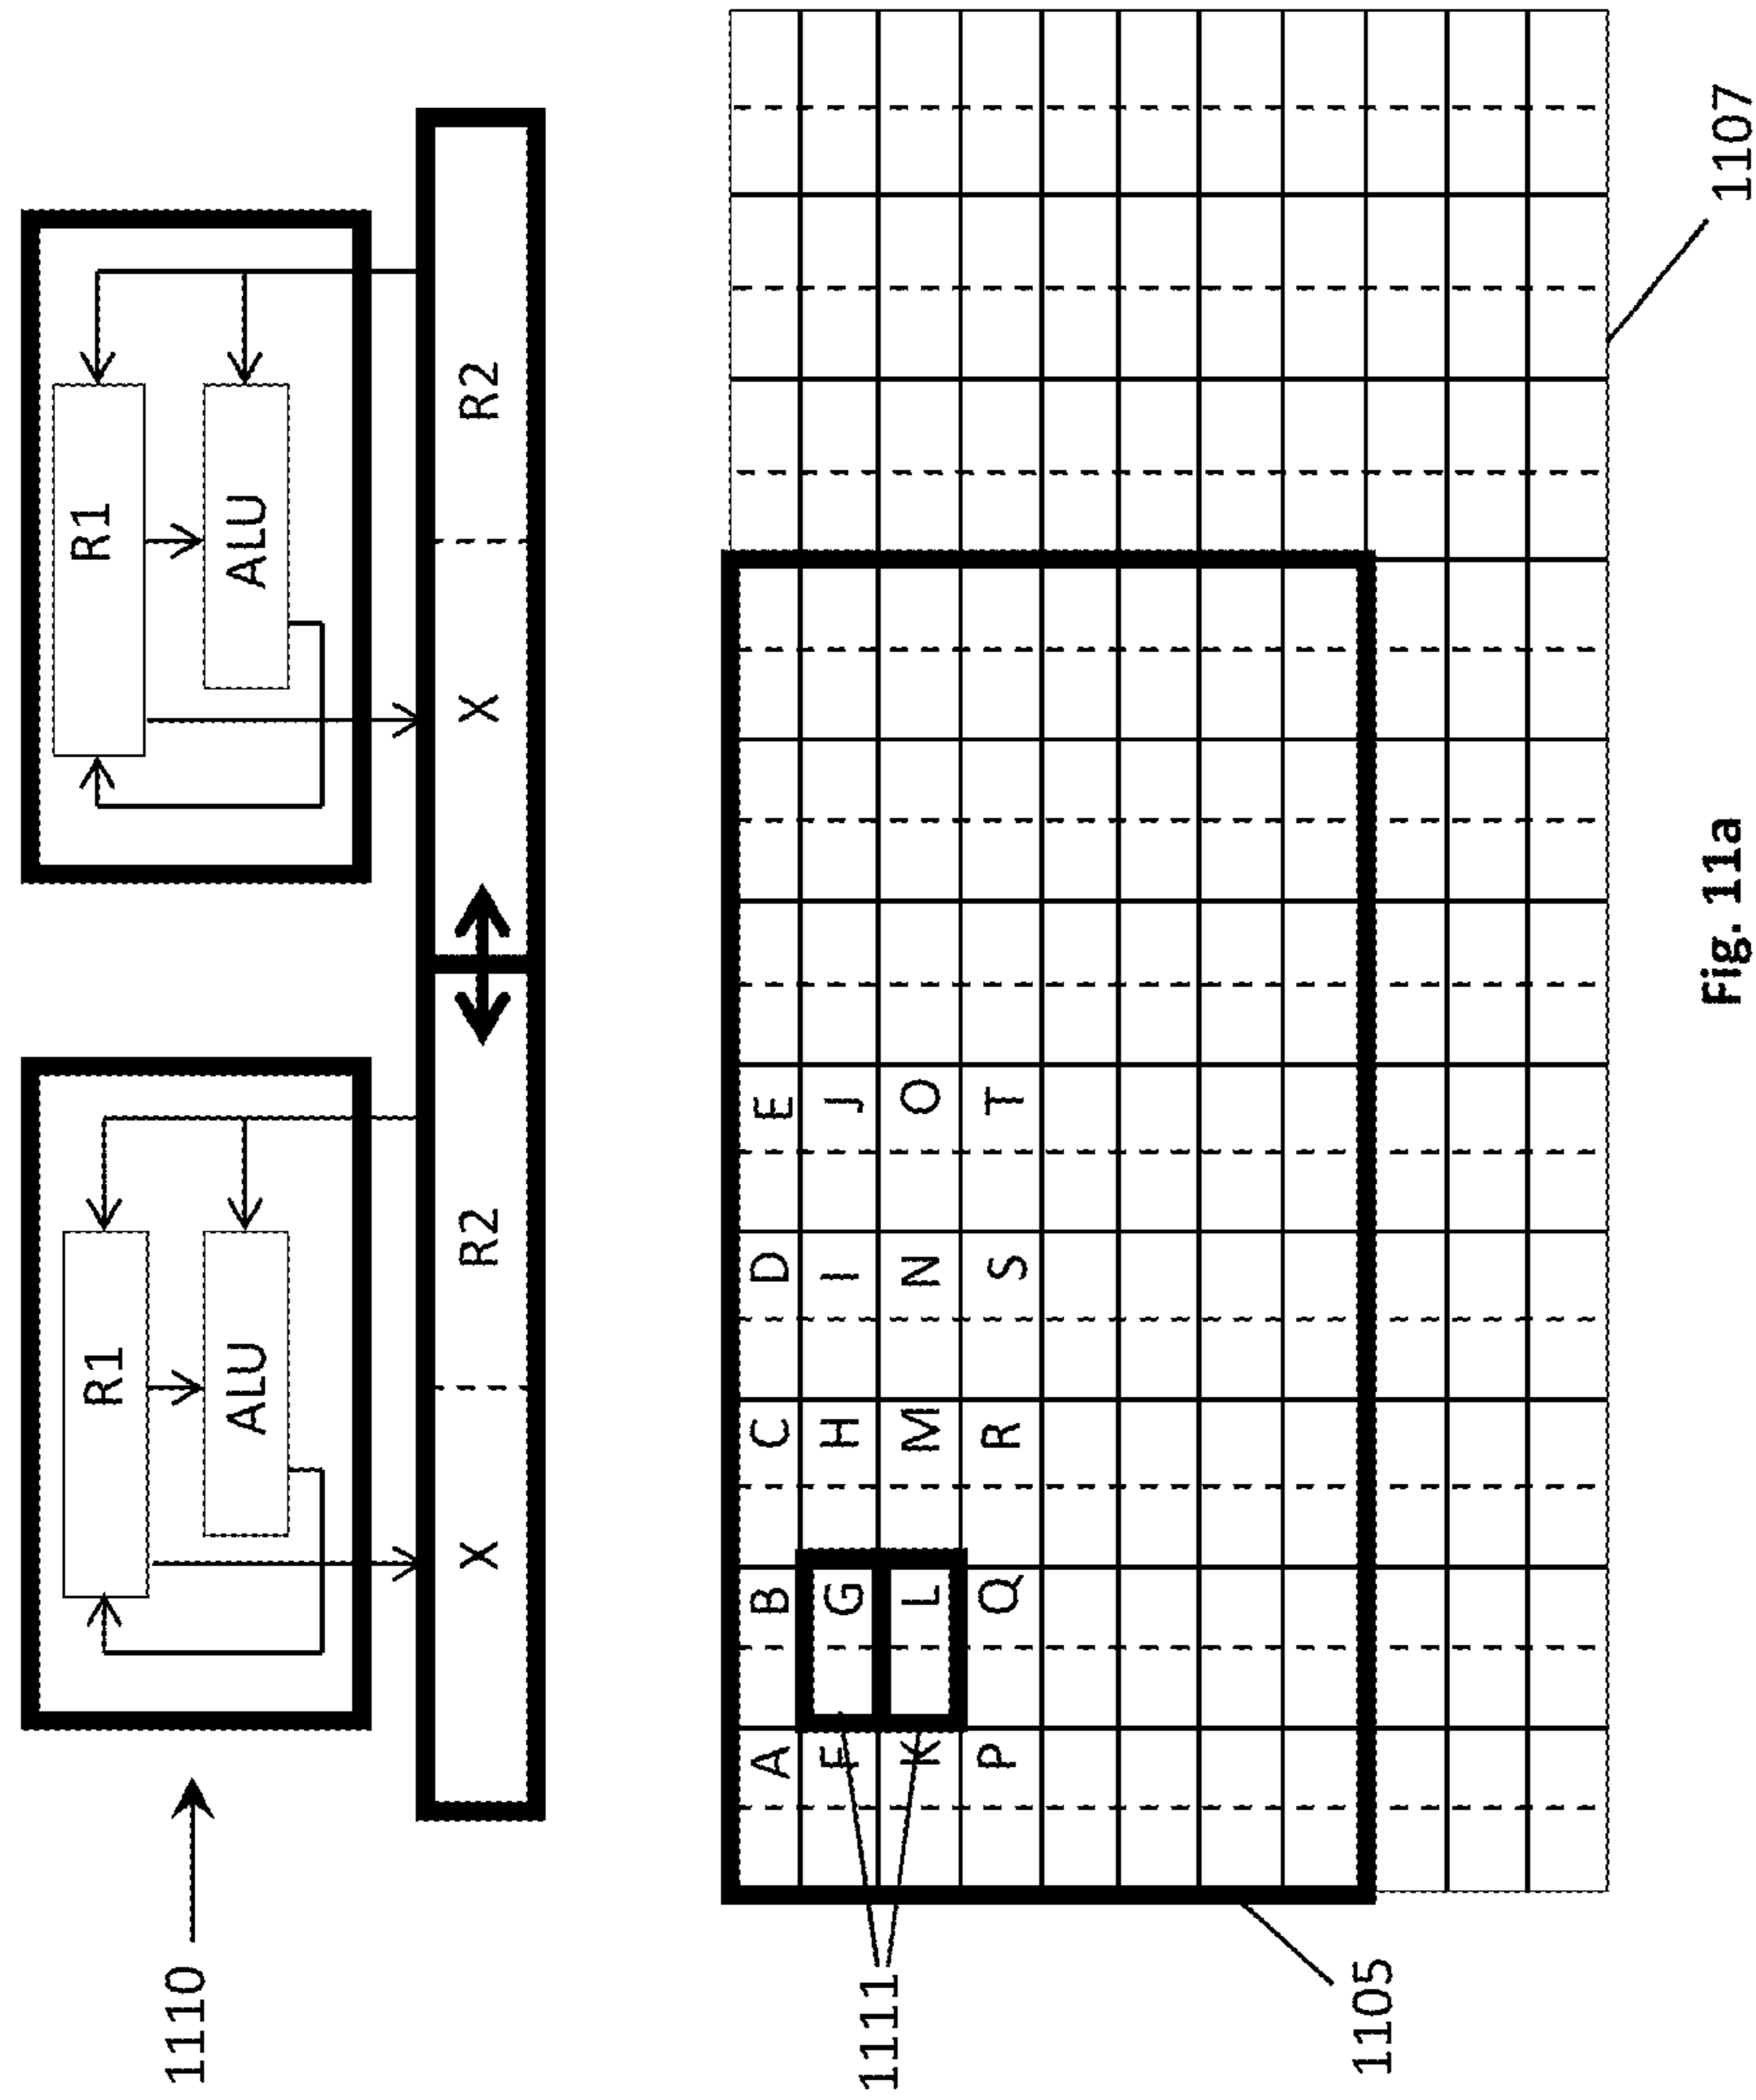 R1 R1
1110
ALU ALU
X R2 X R2
A B C D E
F G H I J
1111
K L M N O
P Q R S T
1105
1107
Fig. 11a